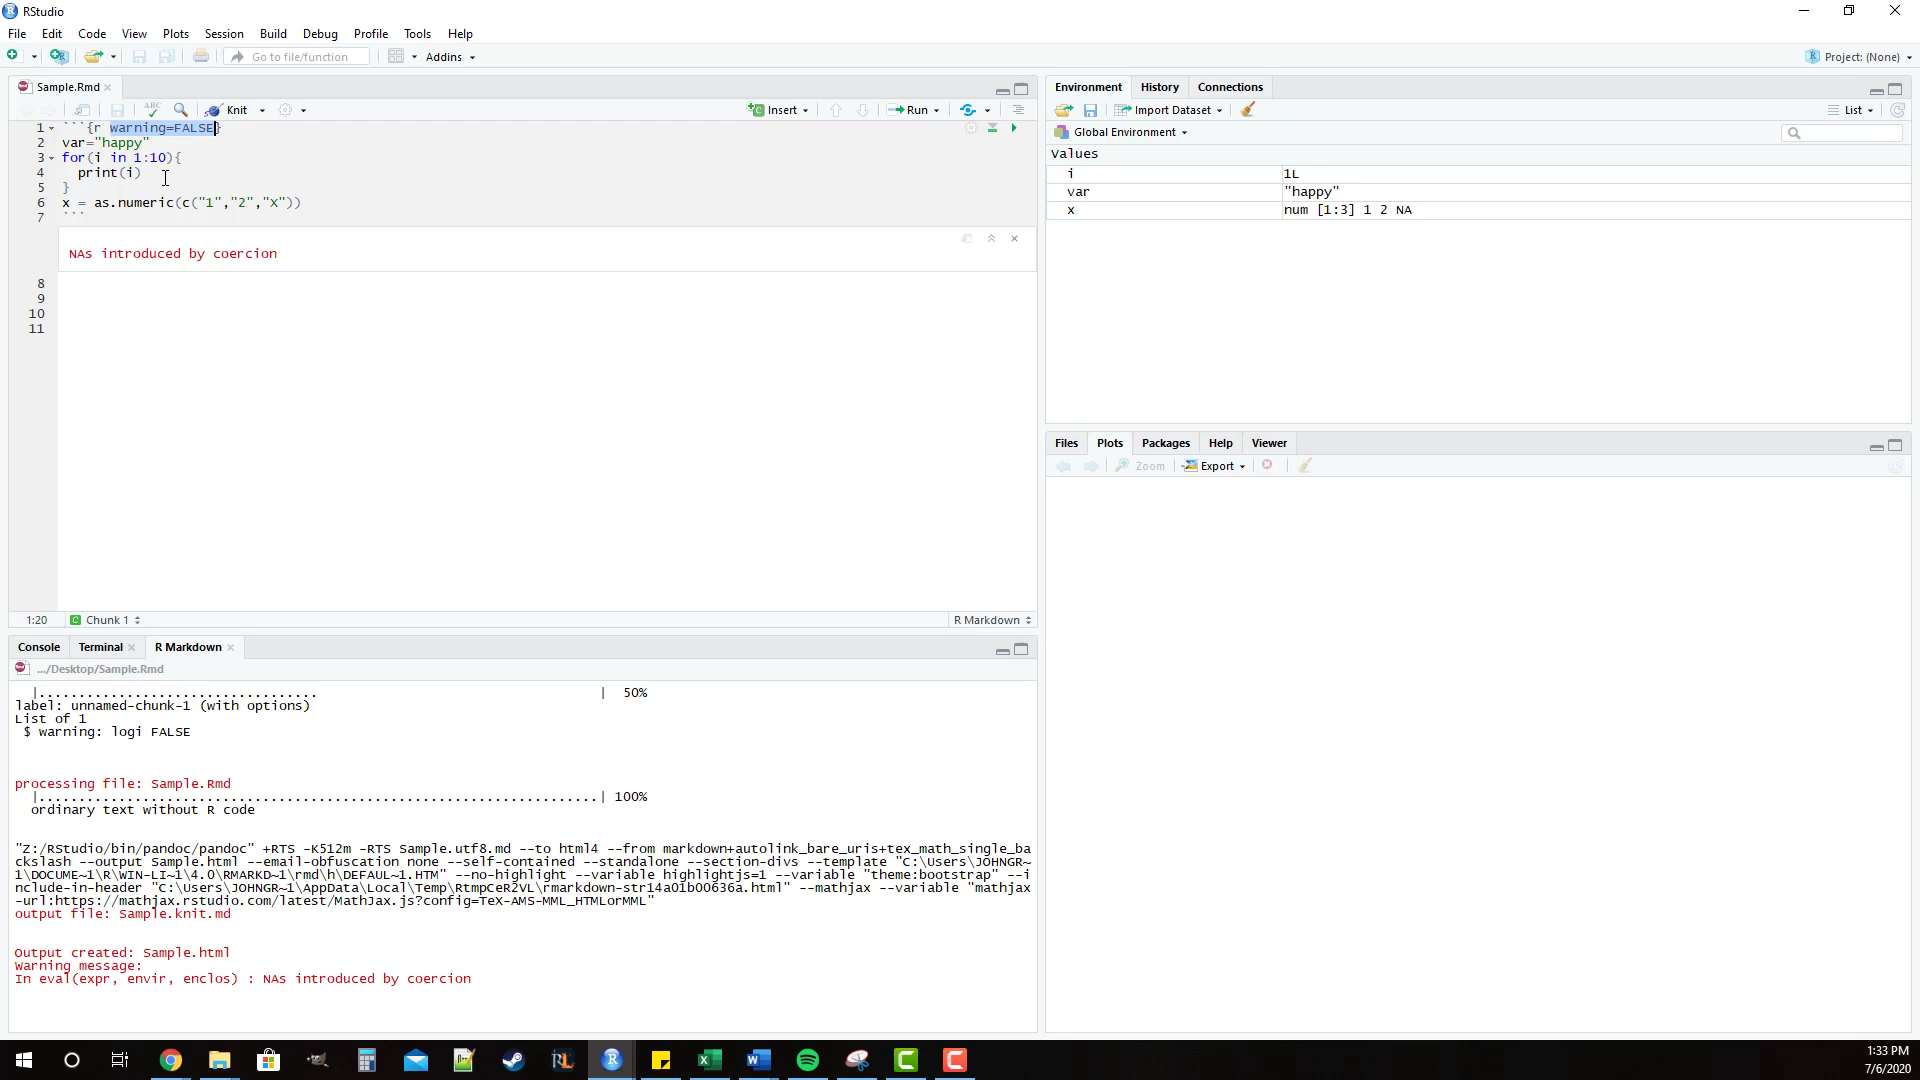 RStudio
File Edit Code View Plots Session Build Debug Profile Tools Help
Go to file/function Addins Project: (None)
Sample.Rmd
ABC Knit Insert Run
1 ```{r warning=FALSE}
2 var="happy"
3 for(i in 1:10){
4 print(i)
5 }
6 x = as.numeric(c("1","2","X"))
7 ```
NAs introduced by coercion
8
9
10
11
1:20 Chunk 1 R Markdown
Console Terminal R Markdown
.../Desktop/Sample.Rmd
|.................................. | 50%
label: unnamed-chunk-1 (with options)
List of 1
$ warning: logi FALSE
processing file: Sample.Rmd
|.....................................................................| 100%
ordinary text without R code
"Z:/RStudio/bin/pandoc/pandoc" +RTS -K512m -RTS Sample.utf8.md --to html4 --from markdown+autolink_bare_uris+tex_math_single_ba
ckslash --output Sample.html --email-obfuscation none --self-contained --standalone --section-divs --template "C:\Users\JOHNGR~
1\DOCUME~1\R\WIN-LI~1\4.0\RMARKD~1\rmd\h\DEFAUL~1.HTM" --no-highlight --variable highlightjs=1 --variable "theme:bootstrap" --i
nclude-in-header "C:\Users\JOHNGR~1\AppData\Local\Temp\RtmpCeR2VL\rmarkdown-str14a01b00636a.html" --mathjax --variable "mathjax
-url:https://mathjax.rstudio.com/latest/MathJax.js?config=TeX-AMS-MML_HTMLorMML"
output file: Sample.knit.md
Output created: Sample.html
Warning message:
In eval(expr, envir, enclos) : NAs introduced by coercion
Environment History Connections
Import Dataset List
Global Environment
Values
i 1L
var "happy"
x num [1:3] 1 2 NA
Files Plots Packages Help Viewer
Zoom Export
1:33 PM
7/6/2020